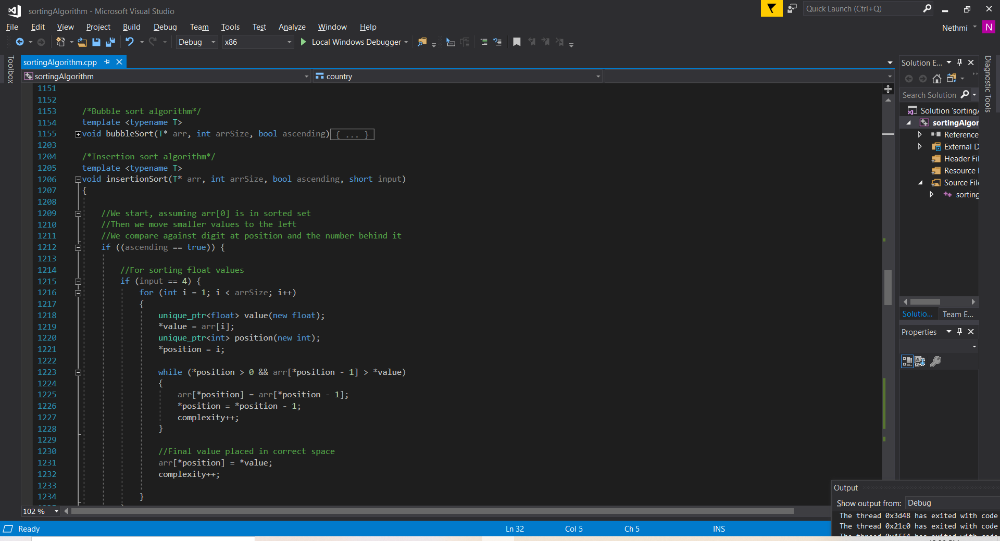 sortingAlgorithm - Microsoft Visual Studio
Quick Launch (Ctrl+Q)
File Edit View Project Build Debug Team Tools Test Analyze Window Help
Nethmi N
Debug x86 Local Windows Debugger
Toolbox
sortingAlgorithm.cpp
sortingAlgorithm country
1151
1152
1153 /*Bubble sort algorithm*/
1154 template <typename T>
1155 void bubbleSort(T* arr, int arrSize, bool ascending){ ... }
1203
1204 /*Insertion sort algorithm*/
1205 template <typename T>
1206 void insertionSort(T* arr, int arrSize, bool ascending, short input)
1207 {
1208
1209 //We start, assuming arr[0] is in sorted set
1210 //Then we move smaller values to the left
1211 //We compare against digit at position and the number behind it
1212 if ((ascending == true)) {
1213
1214 //For sorting float values
1215 if (input == 4) {
1216 for (int i = 1; i < arrSize; i++)
1217 {
1218 unique_ptr<float> value(new float);
1219 *value = arr[i];
1220 unique_ptr<int> position(new int);
1221 *position = i;
1222
1223 while (*position > 0 && arr[*position - 1] > *value)
1224 {
1225 arr[*position] = arr[*position - 1];
1226 *position = *position - 1;
1227 complexity++;
1228 }
1229
1230 //Final value placed in correct space
1231 arr[*position] = *value;
1232 complexity++;
1233
1234 }
102 %
Solution E...
Search Solution
Solution 'sorting
sortingAlgor
Reference
External D
Header Fil
Resource
Source File
sorting
Solutio... Team E...
Properties
Diagnostic Tools
Output
Show output from: Debug
The thread 0x3d48 has exited with code
The thread 0x21c0 has exited with code
The thread 0x4ff4 has exited with code
Ready Ln 32 Col 5 Ch 5 INS